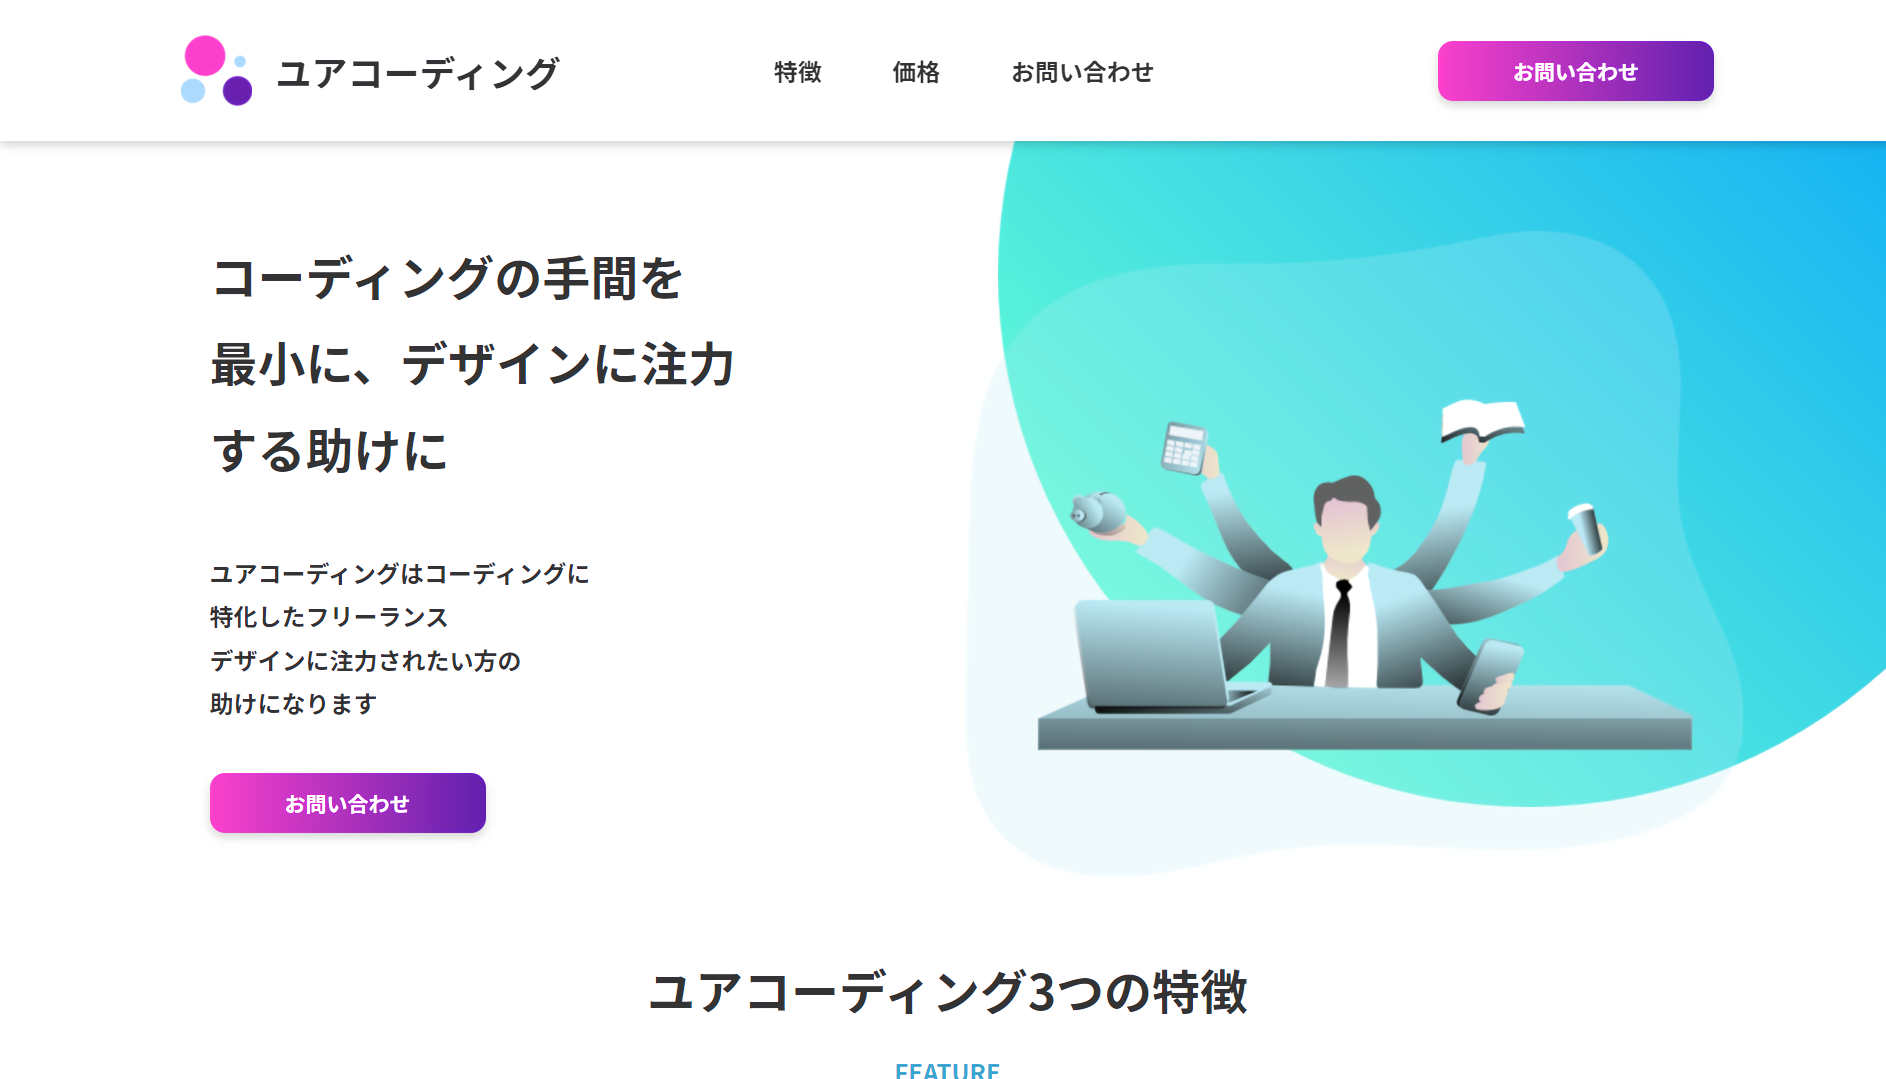 ユアコーディング
特徴
価格
お問い合わせ
お問い合わせ
コーディングの手間を
最小に、デザインに注力
する助けに
ユアコーディングはコーディングに
特化したフリーランス
デザインに注力されたい方の
助けになります
お問い合わせ
ユアコーディング3つの特徴
FEATURE